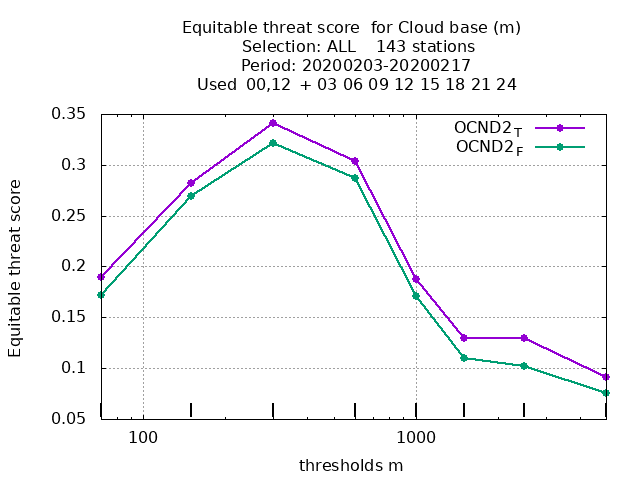 Equitable threat score  for Cloud base (m)
Selection: ALL    143 stations
Period: 20200203-20200217
Used  00,12  + 03 06 09 12 15 18 21 24
OCND2T
OCND2F
0.35
0.3
0.25
0.2
0.15
0.1
0.05
Equitable threat score
100
1000
thresholds m